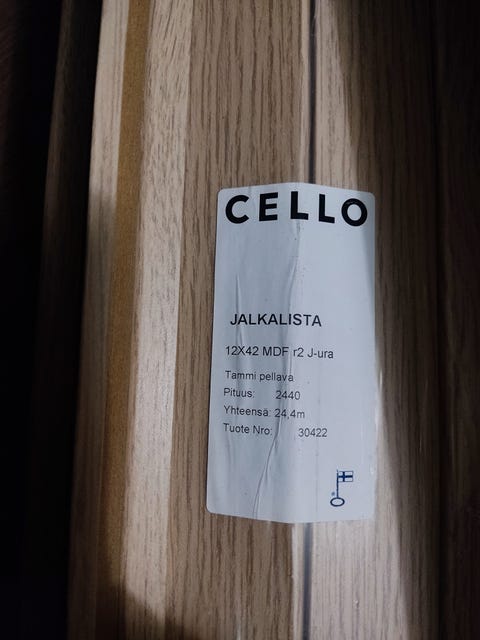 CELLO
JALKALISTA
12X42 MDF r2 J-ura
Tammi pellava
Pituus: 2440
Yhteensä: 24,4m
Tuote Nro: 30422